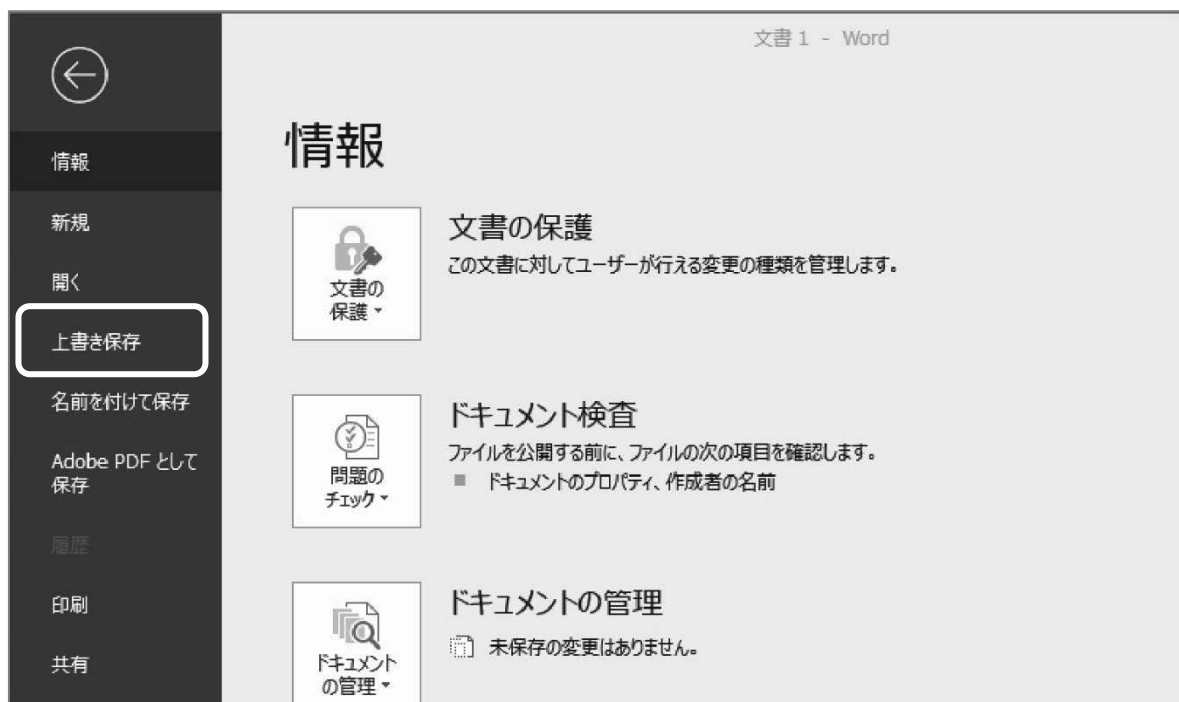 文書 1 - Word
情報
新規
開く
上書き保存
名前を付けて保存
Adobe PDF として
保存
履歴
印刷
共有
情報
文書の
保護
文書の保護
この文書に対してユーザーが行える変更の種類を管理します。
問題の
チェック
ドキュメント検査
ファイルを公開する前に、ファイルの次の項目を確認します。
ドキュメントのプロパティ、作成者の名前
ドキュメント
の管理
ドキュメントの管理
未保存の変更はありません。